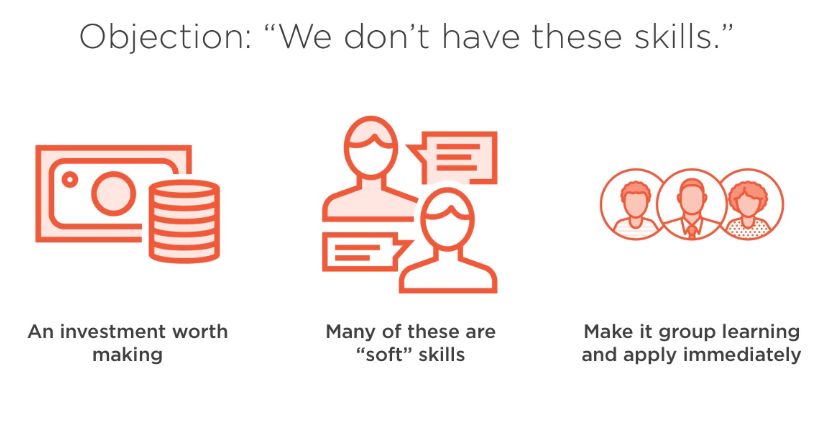 Objection: “We don’t have these skills.”
An investment worth
making
Many of these are
“soft” skills
Make it group learning
and apply immediately